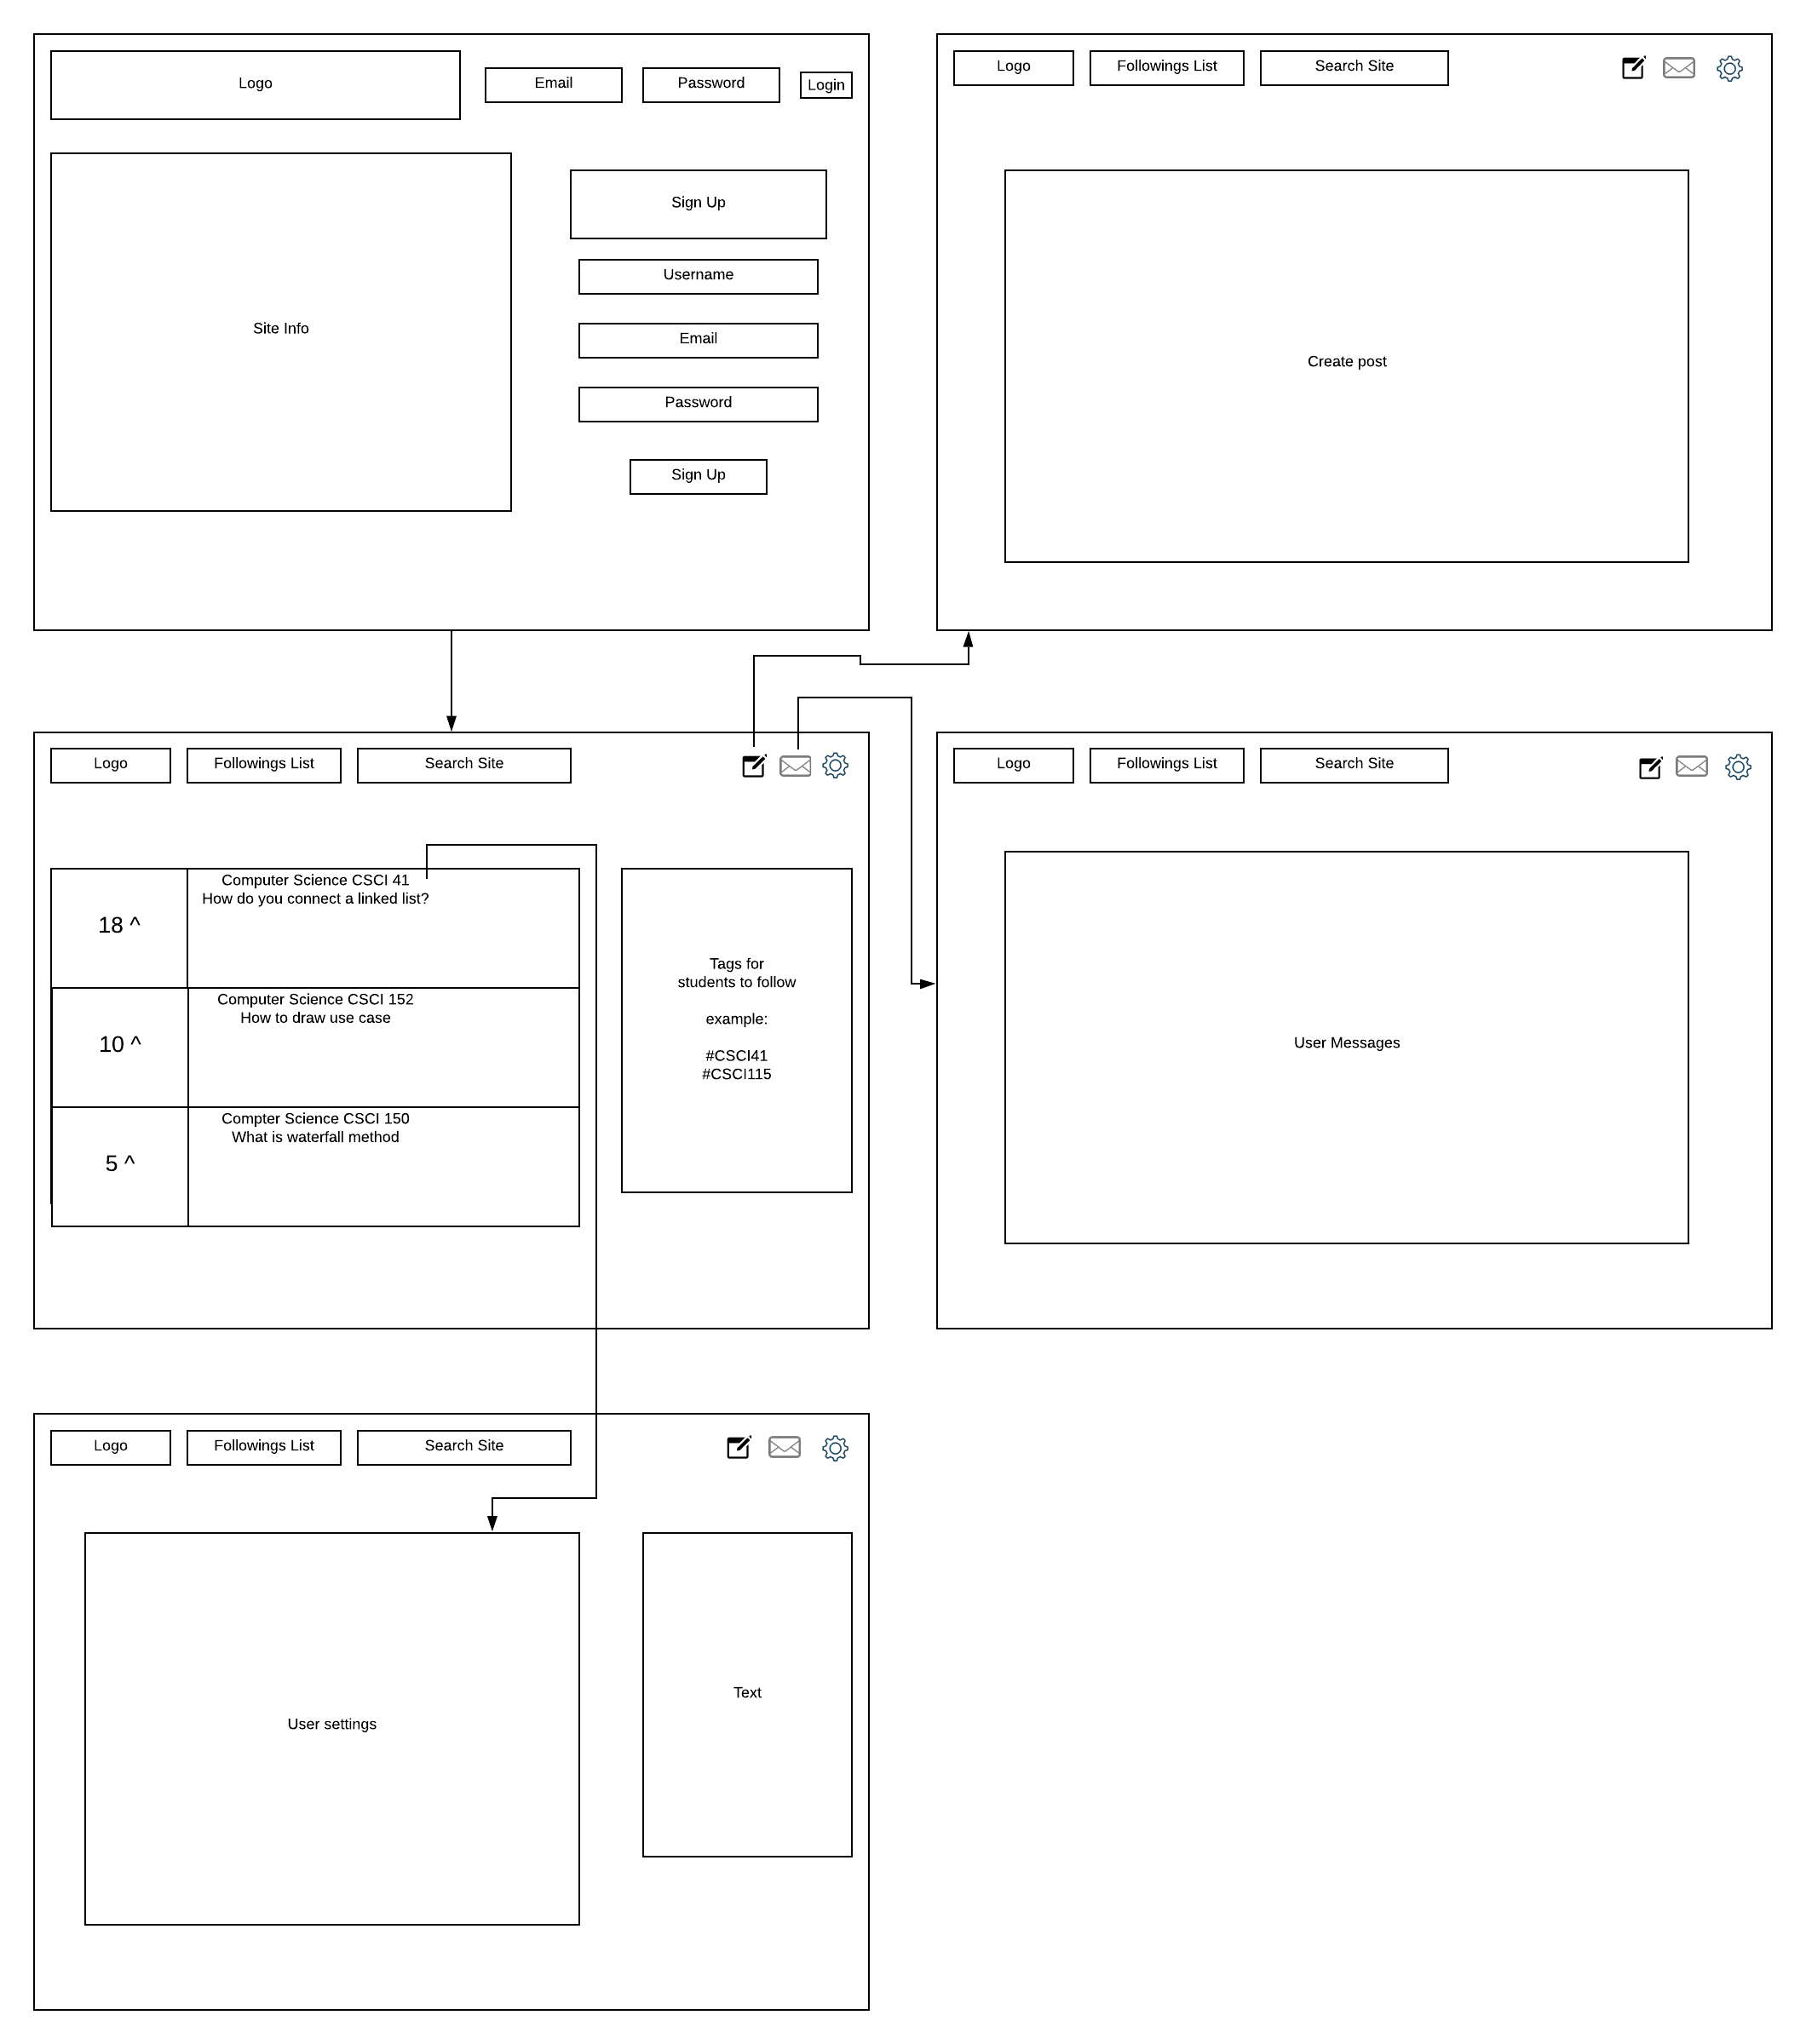 Logo
Email
Password
Login
Site Info
Sign Up
Username
Email
Password
Sign Up
Logo
Followings List
Search Site
Create post
Logo
Followings List
Search Site
18 ^
Computer Science CSCI 41
How do you connect a linked list?
10 ^
Computer Science CSCI 152
How to draw use case
5 ^
Compter Science CSCI 150
What is waterfall method
Tags for
students to follow
example:
#CSCI41
#CSCI115
Logo
Followings List
Search Site
User Messages
Logo
Followings List
Search Site
User settings
Text